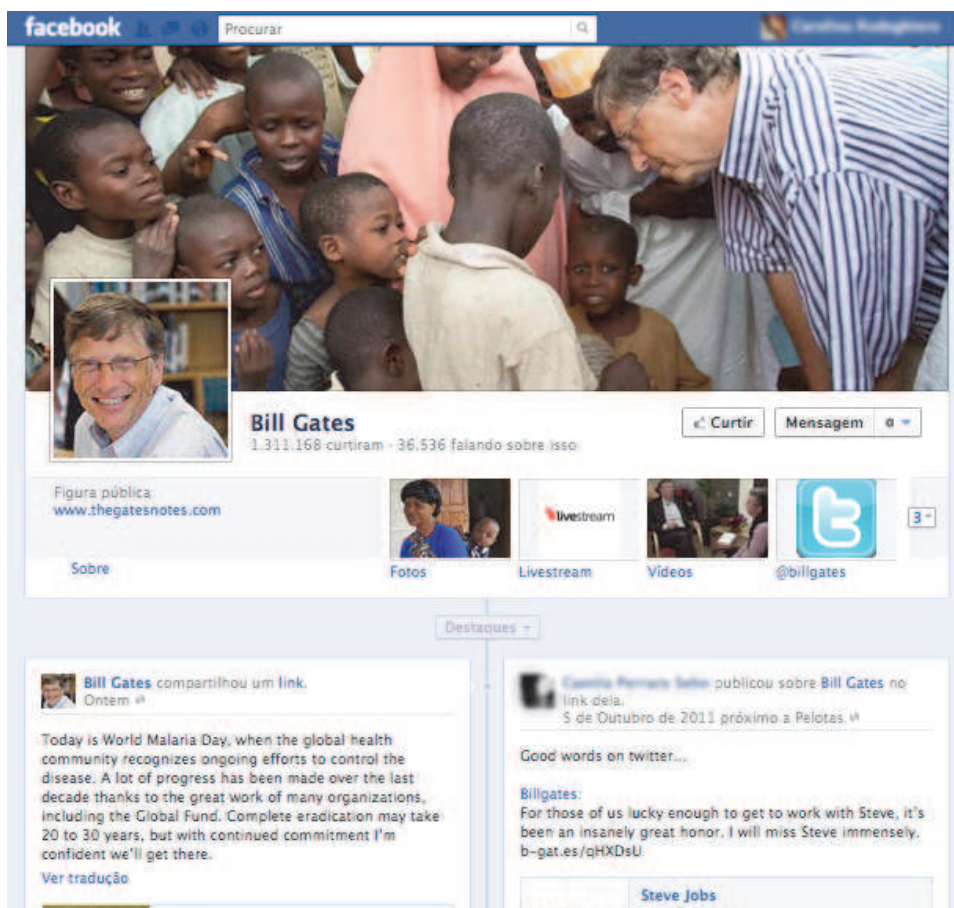 facebook
Procurar
Bill Gates
1.311.168 curtiram · 36.536 falando sobre isso
Curtir
Mensagem
Figura pública
www.thegatesnotes.com
Sobre
livestream
3
Fotos
Livestream
Vídeos
@billgates
Destaques
Bill Gates compartilhou um link.
Ontem
Today is World Malaria Day, when the global health
community recognizes ongoing efforts to control the
disease. A lot of progress has been made over the last
decade thanks to the great work of many organizations,
including the Global Fund. Complete eradication may take
20 to 30 years, but with continued commitment I'm
confident we'll get there.
Ver tradução
publicou sobre Bill Gates no
link dela.
5 de Outubro de 2011 próximo a Pelotas
Good words on twitter...
Billgates:
For those of us lucky enough to get to work with Steve, it's
been an insanely great honor. I will miss Steve immensely.
b-gat.es/qHXDsU
Steve Jobs